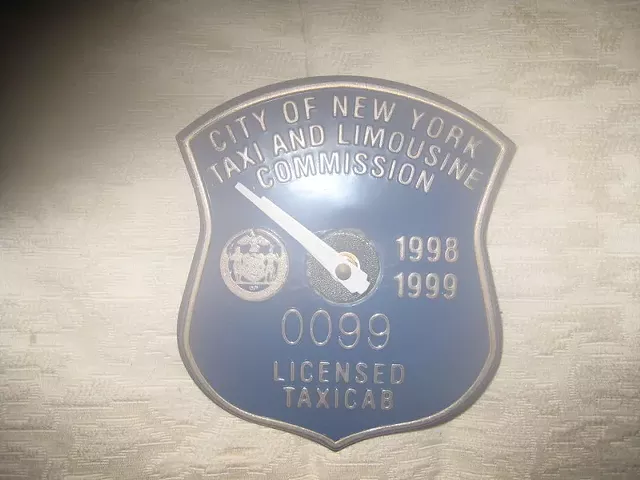 CITY OF NEW YORK
TAXI AND LIMOUSINE
COMMISSION
1998
1999
0099
LICENSED
TAXICAB